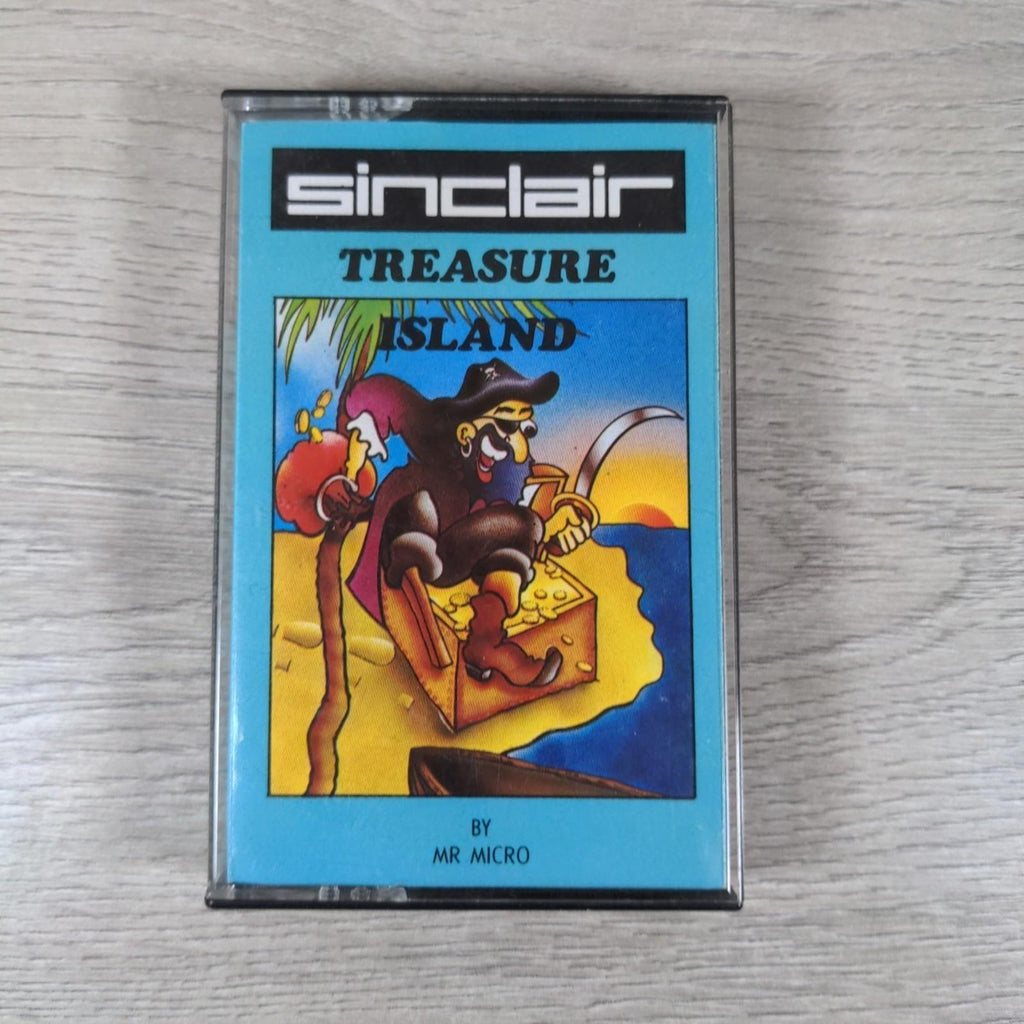 sinclair
TREASURE
ISLAND
BY
MR MICRO